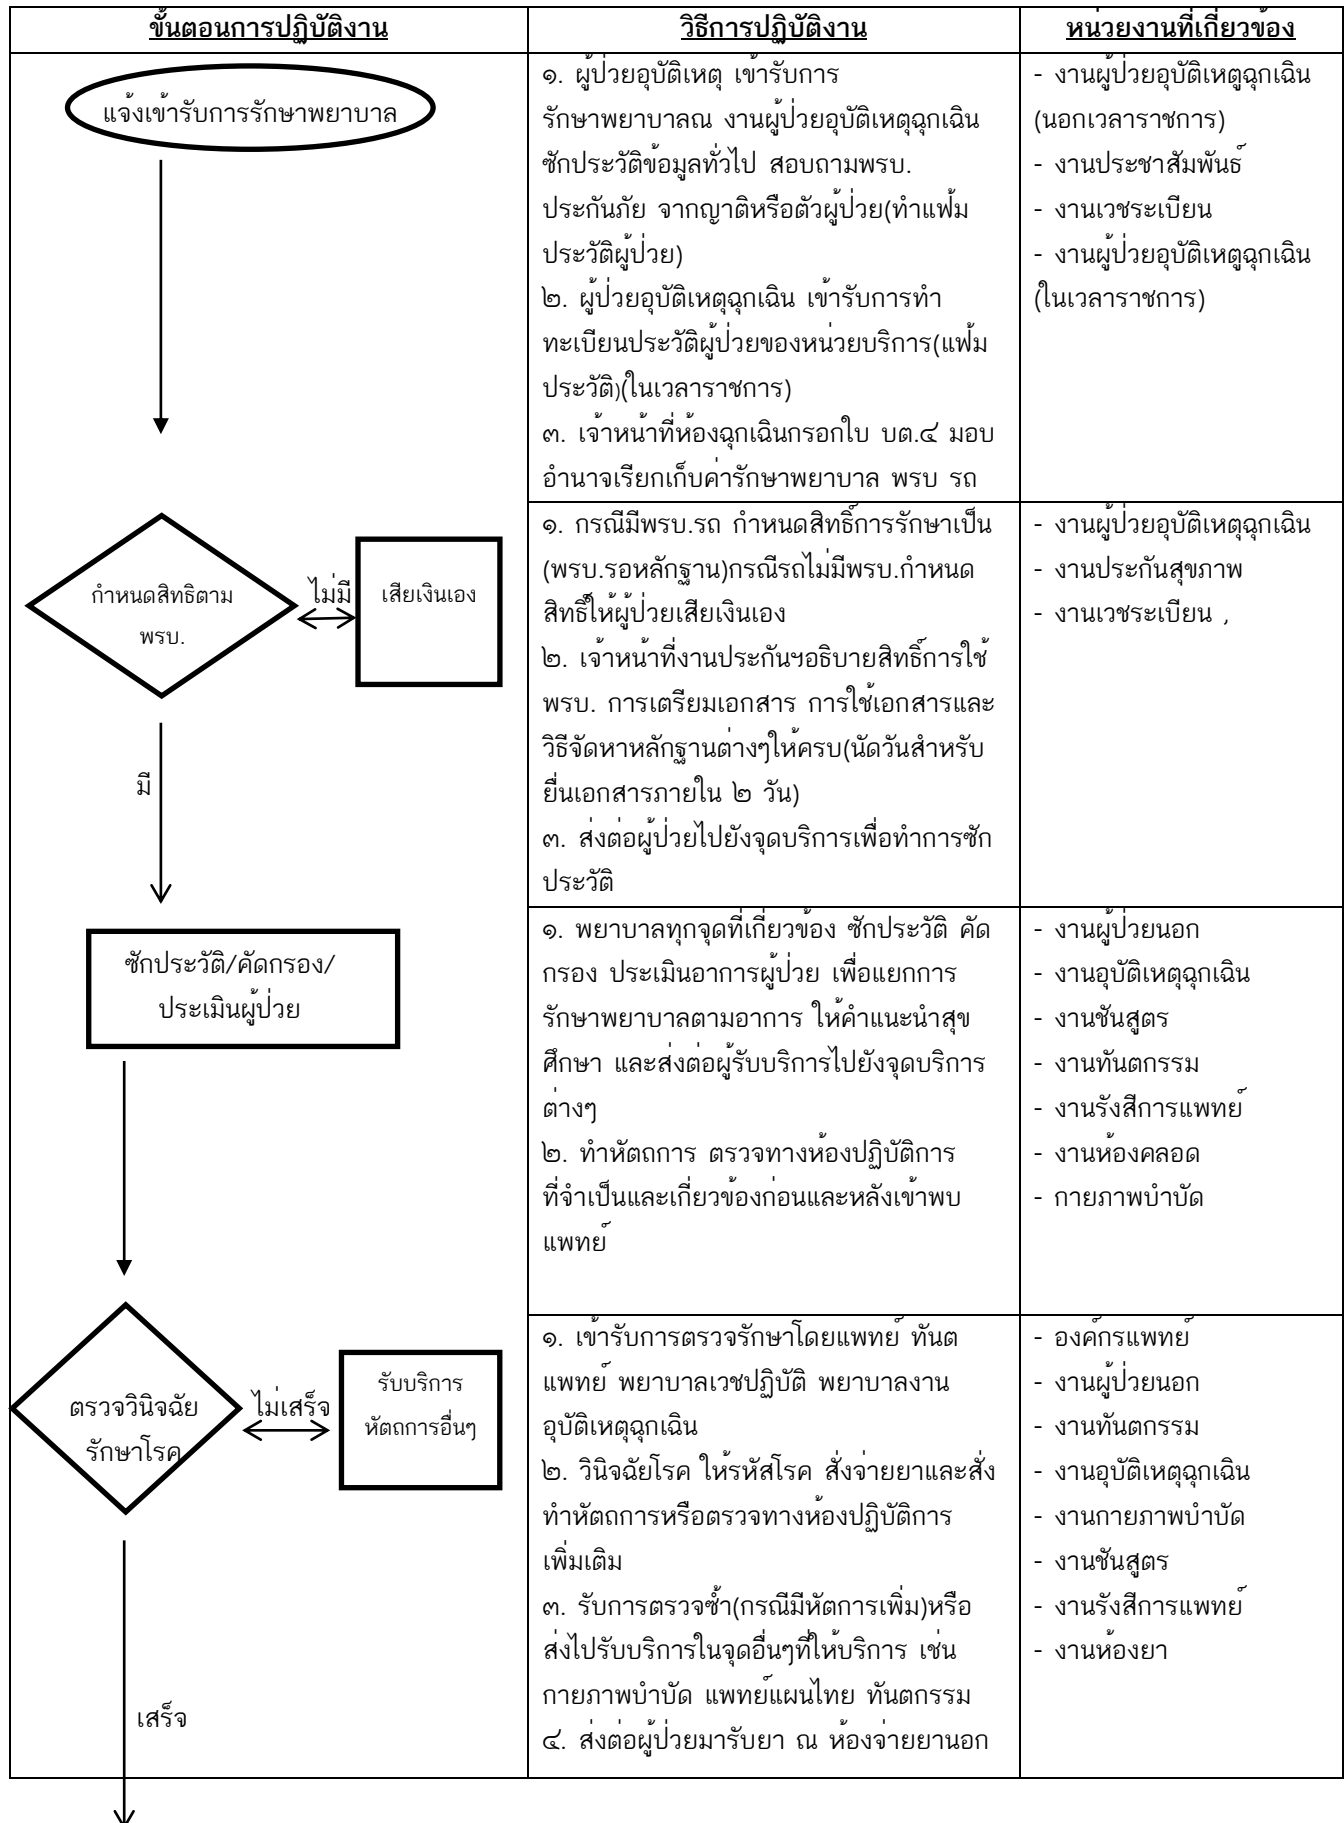 ขั้นตอนการปฏิบัติงาน
วิธีการปฏิบัติงาน
หน่วยงานที่เกี่ยวข้อง
แจ้งเข้ารับการรักษาพยาบาล
๑. ผู้ป่วยอุบัติเหตุ เข้ารับการ
รักษาพยาบาลณ งานผู้ป่วยอุบัติเหตุฉุกเฉิน
ซักประวัติข้อมูลทั่วไป สอบถามพรบ.
ประกันภัย จากญาติหรือตัวผู้ป่วย(ทำแฟ้ม
ประวัติผู้ป่วย)
๒. ผู้ป่วยอุบัติเหตุฉุกเฉิน เข้ารับการทำ
ทะเบียนประวัติผู้ป่วยของหน่วยบริการ(แฟ้ม
ประวัติ)(ในเวลาราชการ)
๓. เจ้าหน้าที่ห้องฉุกเฉินกรอกใบ บต.๔ มอบ
อำนาจเรียกเก็บค่ารักษาพยาบาล พรบ รถ
- งานผู้ป่วยอุบัติเหตุฉุกเฉิน
(นอกเวลาราชการ)
- งานประชาสัมพันธ์
- งานเวชระเบียน
- งานผู้ป่วยอุบัติเหตูฉุกเฉิน
(ในเวลาราชการ)
กำหนดสิทธิตาม
พรบ.
ไม่มี
เสียเงินเอง
มี
๑. กรณีมีพรบ.รถ กำหนดสิทธิ์การรักษาเป็น
(พรบ.รอหลักฐาน)กรณีรถไม่มีพรบ.กำหนด
สิทธิ์ให้ผู้ป่วยเสียเงินเอง
๒. เจ้าหน้าที่งานประกันฯอธิบายสิทธิ์การใช้
พรบ. การเตรียมเอกสาร การใช้เอกสารและ
วิธีจัดหาหลักฐานต่างๆให้ครบ(นัดวันสำหรับ
ยื่นเอกสารภายใน ๒ วัน)
๓. ส่งต่อผู้ป่วยไปยังจุดบริการเพื่อทำการซัก
ประวัติ
- งานผู้ป่วยอุบัติเหตุฉุกเฉิน
- งานประกันสุขภาพ
- งานเวชระเบียน ,
ซักประวัติ/คัดกรอง/
ประเมินผู้ป่วย
๑. พยาบาลทุกจุดที่เกี่ยวข้อง ซักประวัติ คัด
กรอง ประเมินอาการผู้ป่วย เพื่อแยกการ
รักษาพยาบาลตามอาการ ให้คำแนะนำสุข
ศึกษา และส่งต่อผู้รับบริการไปยังจุดบริการ
ต่างๆ
๒. ทำหัตถการ ตรวจทางห้องปฏิบัติการ
ที่จำเป็นและเกี่ยวข้องก่อนและหลังเข้าพบ
แพทย์
- งานผู้ป่วยนอก
- งานอุบัติเหตุฉุกเฉิน
- งานชันสูตร
- งานทันตกรรม
- งานรังสีการแพทย์
- งานห้องคลอด
- กายภาพบำบัด
ตรวจวินิจฉัย
รักษาโรค
ไม่เสร็จ
รับบริการ
หัตถการอื่นๆ
เสร็จ
๑. เข้ารับการตรวจรักษาโดยแพทย์ ทันต
แพทย์ พยาบาลเวชปฏิบัติ พยาบาลงาน
อุบัติเหตุฉุกเฉิน
๒. วินิจฉัยโรค ให้รหัสโรค สั่งจ่ายยาและสั่ง
ทำหัตถการหรือตรวจทางห้องปฏิบัติการ
เพิ่มเติม
๓. รับการตรวจซ้ำ(กรณีมีหัตการเพิ่ม)หรือ
ส่งไปรับบริการในจุดอื่นๆที่ให้บริการ เช่น
กายภาพบำบัด แพทย์แผนไทย ทันตกรรม
๔. ส่งต่อผู้ป่วยมารับยา ณ ห้องจ่ายยานอก
- องค์กรแพทย์
- งานผู้ป่วยนอก
- งานทันตกรรม
- งานอุบัติเหตุฉุกเฉิน
- งานกายภาพบำบัด
- งานชันสูตร
- งานรังสีการแพทย์
- งานห้องยา